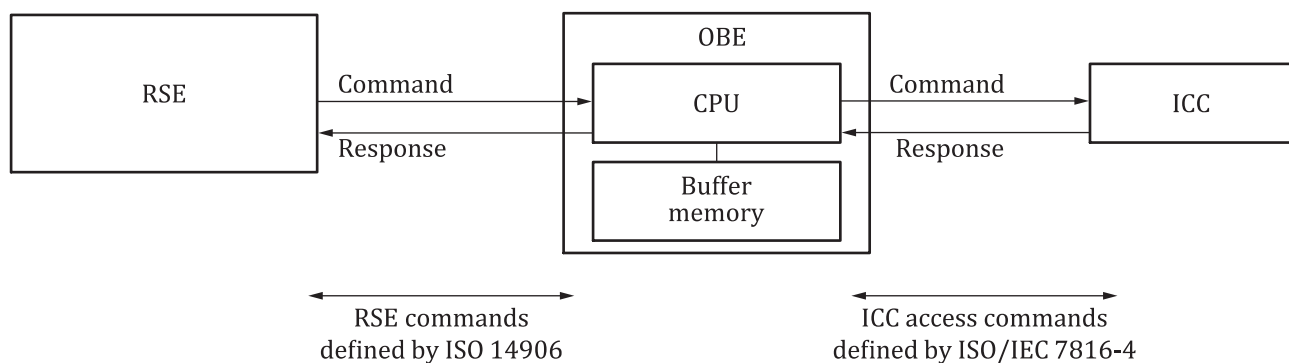 OBE
RSE
Command
CPU
Command
ICC
Response
Response
Buffer
memory
RSE commands
defined by ISO 14906
ICC access commands
defined by ISO/IEC 7816-4